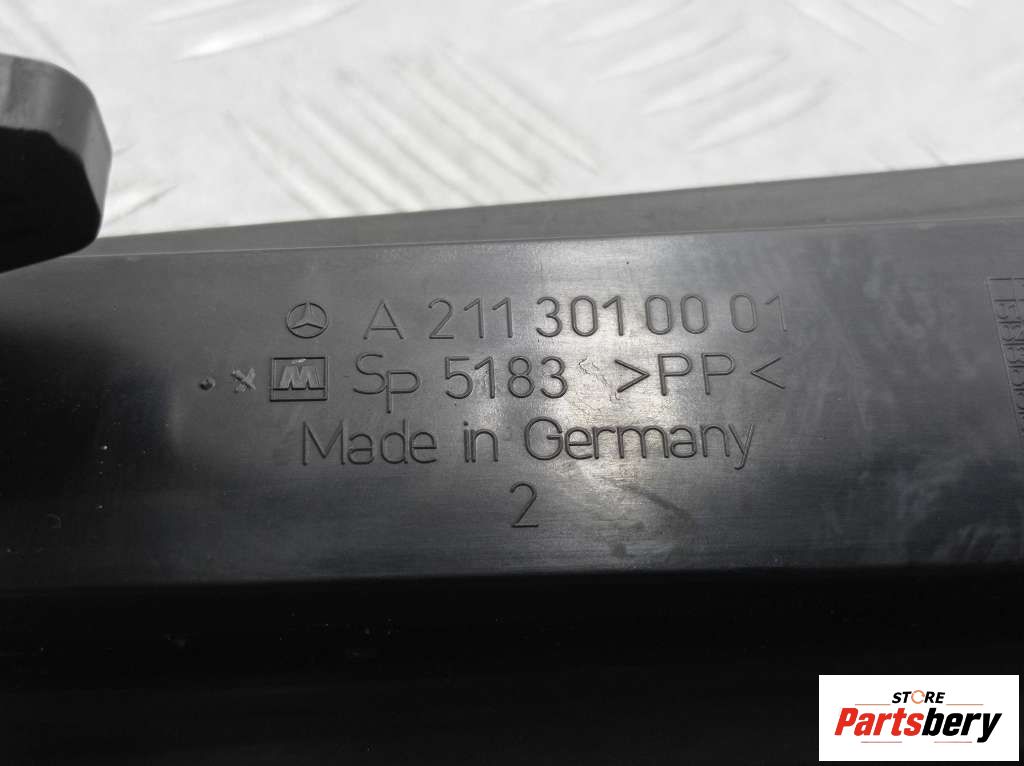 A 211 301 00 01
M Sp 5183 >PP<
Made in Germany
2
STORE
Partsbery